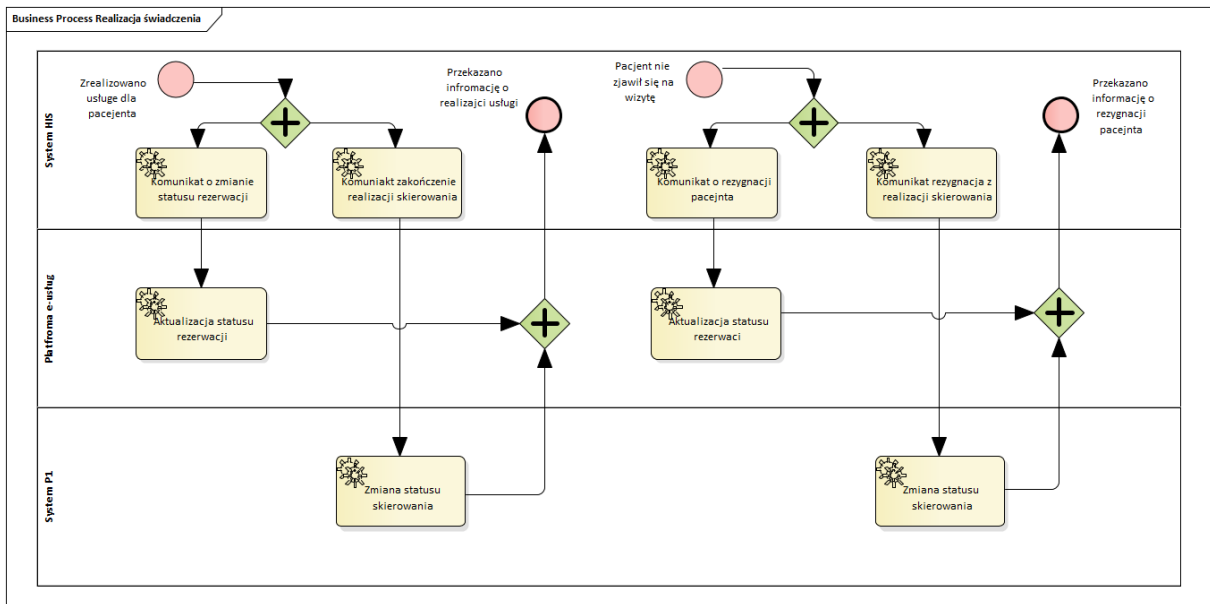 Business Process Realizacja świadczenia
System HIS
Zrealizowano
usługe dla
pacejenta
Przekazano
infromację o
realizajci usługi
Pacjent nie
zjawił się na
wizytę
Przekazano
informację o
rezygnacji
pacejnta
Komunikat o zmianie
statusu rezerwacji
Komuniakt zakończenie
realizacji skierowania
Komunikat o rezygnacji
pacejnta
Komunikat rezygnacja z
realizacji skierowania
Platfroma e-usług
Aktualizacja statusu
rezerwacji
Aktualizacja statusu
rezerwaci
System P1
Zmiana statusu
skierowania
Zmiana statusu
skierowania